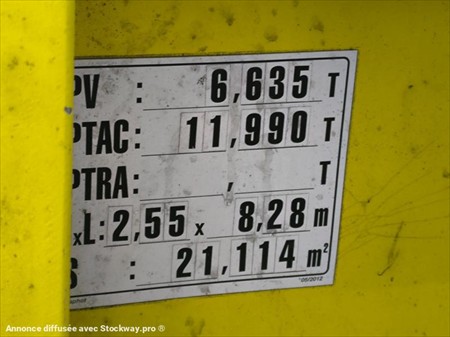 PV : 6,635 T
PTAC: 11,990 T
PTRA: , T
xL: 2,55 x 8,28 m
S : 21,114 m²
Annonce diffusée avec Stockway.pro ®